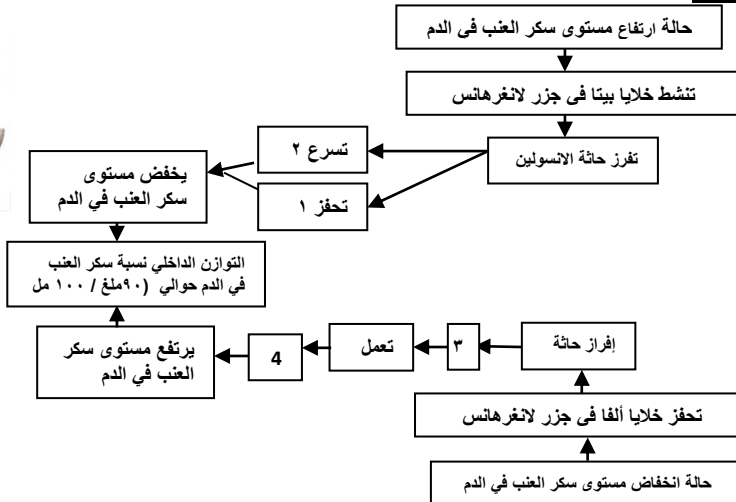 حالة ارتفاع مستوى سكر العنب فى الدم
تنشط خلايا بيتا فى جزر لانغرهانس
تفرز حاثة الانسولين
تسرع ٢
تحفز ١
يخفض مستوى
سكر العنب في الدم
التوازن الداخلي نسبة سكر العنب
في الدم حوالي (٩٠ملغ / ١٠٠ مل
إفراز حاثة
٣
تعمل
4
يرتفع مستوى سكر
العنب في الدم
تحفز خلايا ألفا فى جزر لانغرهانس
حالة انخفاض مستوى سكر العنب في الدم